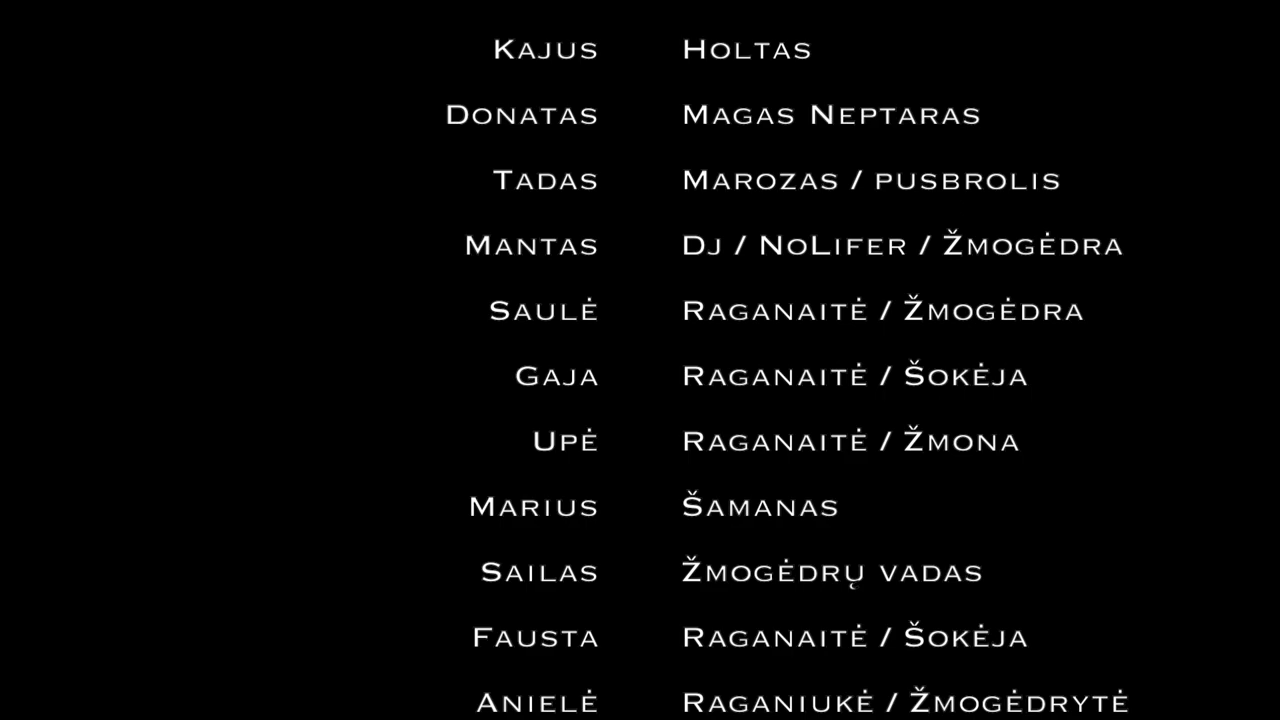 Kajus Holtas
Donatas Magas Neptaras
Tadas Marozas / pusbrolis
Mantas Dj / NoLifer / Žmogėdra
Saulė Raganaitė / Žmogėdra
Gaja Raganaitė / Šokėja
Upė Raganaitė / Žmona
Marius Šamanas
Sailas Žmogėdrų vadas
Fausta Raganaitė / Šokėja
Anielė Raganiukė / Žmogėdrytė